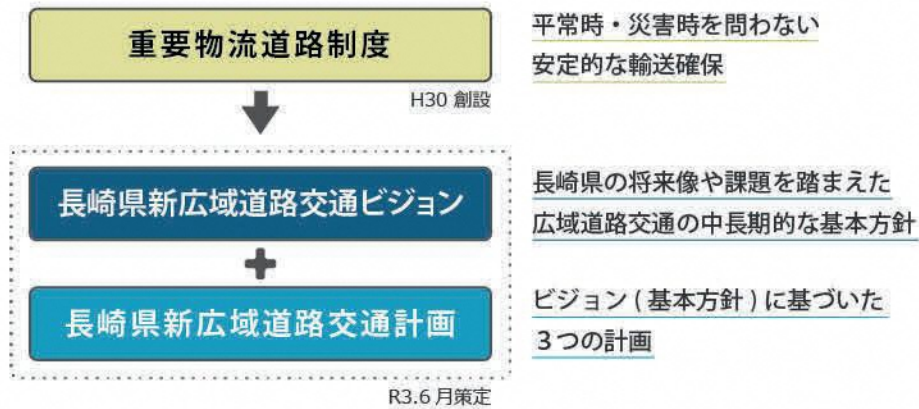 重要物流道路制度
平常時・災害時を問わない
安定的な輸送確保
H30 創設
長崎県新広域道路交通ビジョン
長崎県の将来像や課題を踏まえた
広域道路交通の中長期的な基本方針
+
長崎県新広域道路交通計画
ビジョン ( 基本方針 ) に基づいた
３つの計画
R3.6 月策定